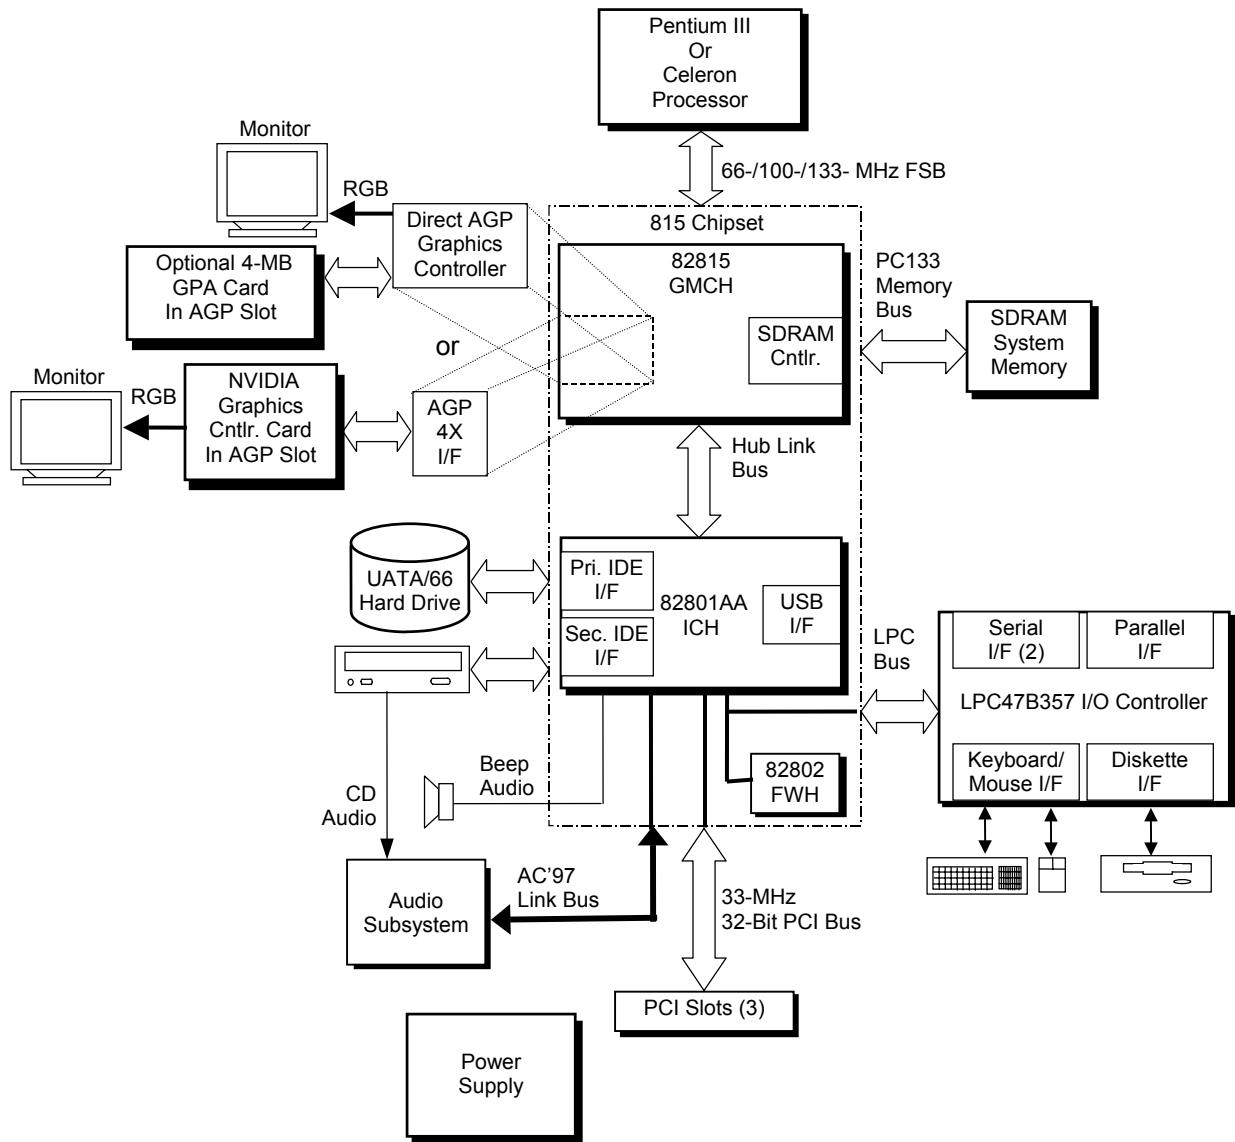 Pentium III
Or
Celeron
Processor
66-/100-/133- MHz FSB
Monitor
RGB
Direct AGP
Graphics
Controller
Optional 4-MB
GPA Card
In AGP Slot
or
Monitor
RGB
NVIDIA
Graphics
Cntlr. Card
In AGP Slot
AGP
4X
I/F
815 Chipset
82815
GMCH
SDRAM
Cntlr.
PC133
Memory
Bus
SDRAM
System
Memory
Hub Link
Bus
UATA/66
Hard Drive
Pri. IDE
I/F
Sec. IDE
I/F
82801AA
ICH
USB
I/F
LPC
Bus
Serial
I/F (2)
Parallel
I/F
LPC47B357 I/O Controller
Keyboard/
Mouse I/F
Diskette
I/F
82802
FWH
Beep
Audio
CD
Audio
Audio
Subsystem
AC’97
Link Bus
33-MHz
32-Bit PCI Bus
PCI Slots (3)
Power
Supply